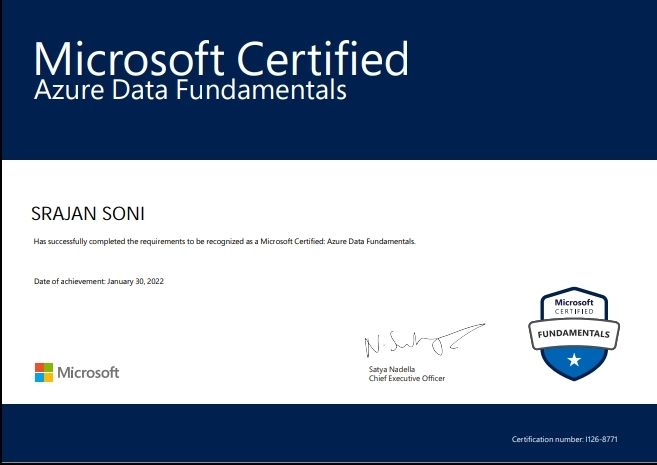 Microsoft Certified
Azure Data Fundamentals
SRAJAN SONI
Has successfully completed the requirements to be recognized as a Microsoft Certified: Azure Data Fundamentals.
Date of achievement: January 30, 2022
Microsoft
CERTIFIED
FUNDAMENTALS
Microsoft
Satya Nadella
Chief Executive Officer
Certification number: I126-8771